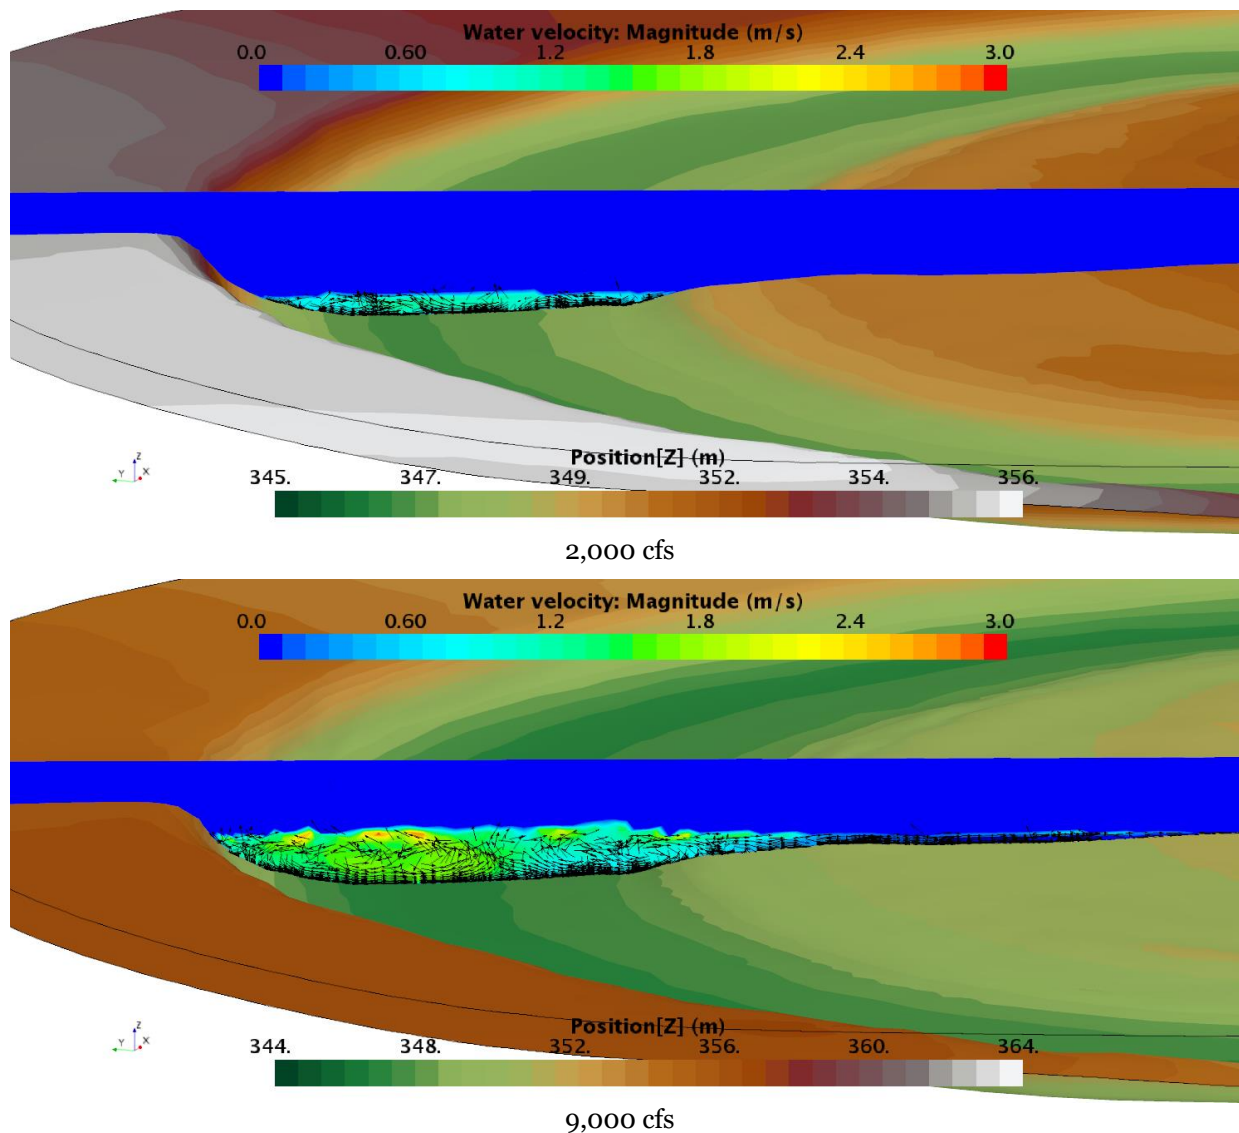 Water velocity: Magnitude (m/s)
0.0 0.60 1.2 1.8 2.4 3.0
Z
Y X
Position[Z] (m)
345. 347. 349. 352. 354. 356.
2,000 cfs
Water velocity: Magnitude (m/s)
0.0 0.60 1.2 1.8 2.4 3.0
Z
Y X
Position[Z] (m)
344. 348. 352. 356. 360. 364.
9,000 cfs